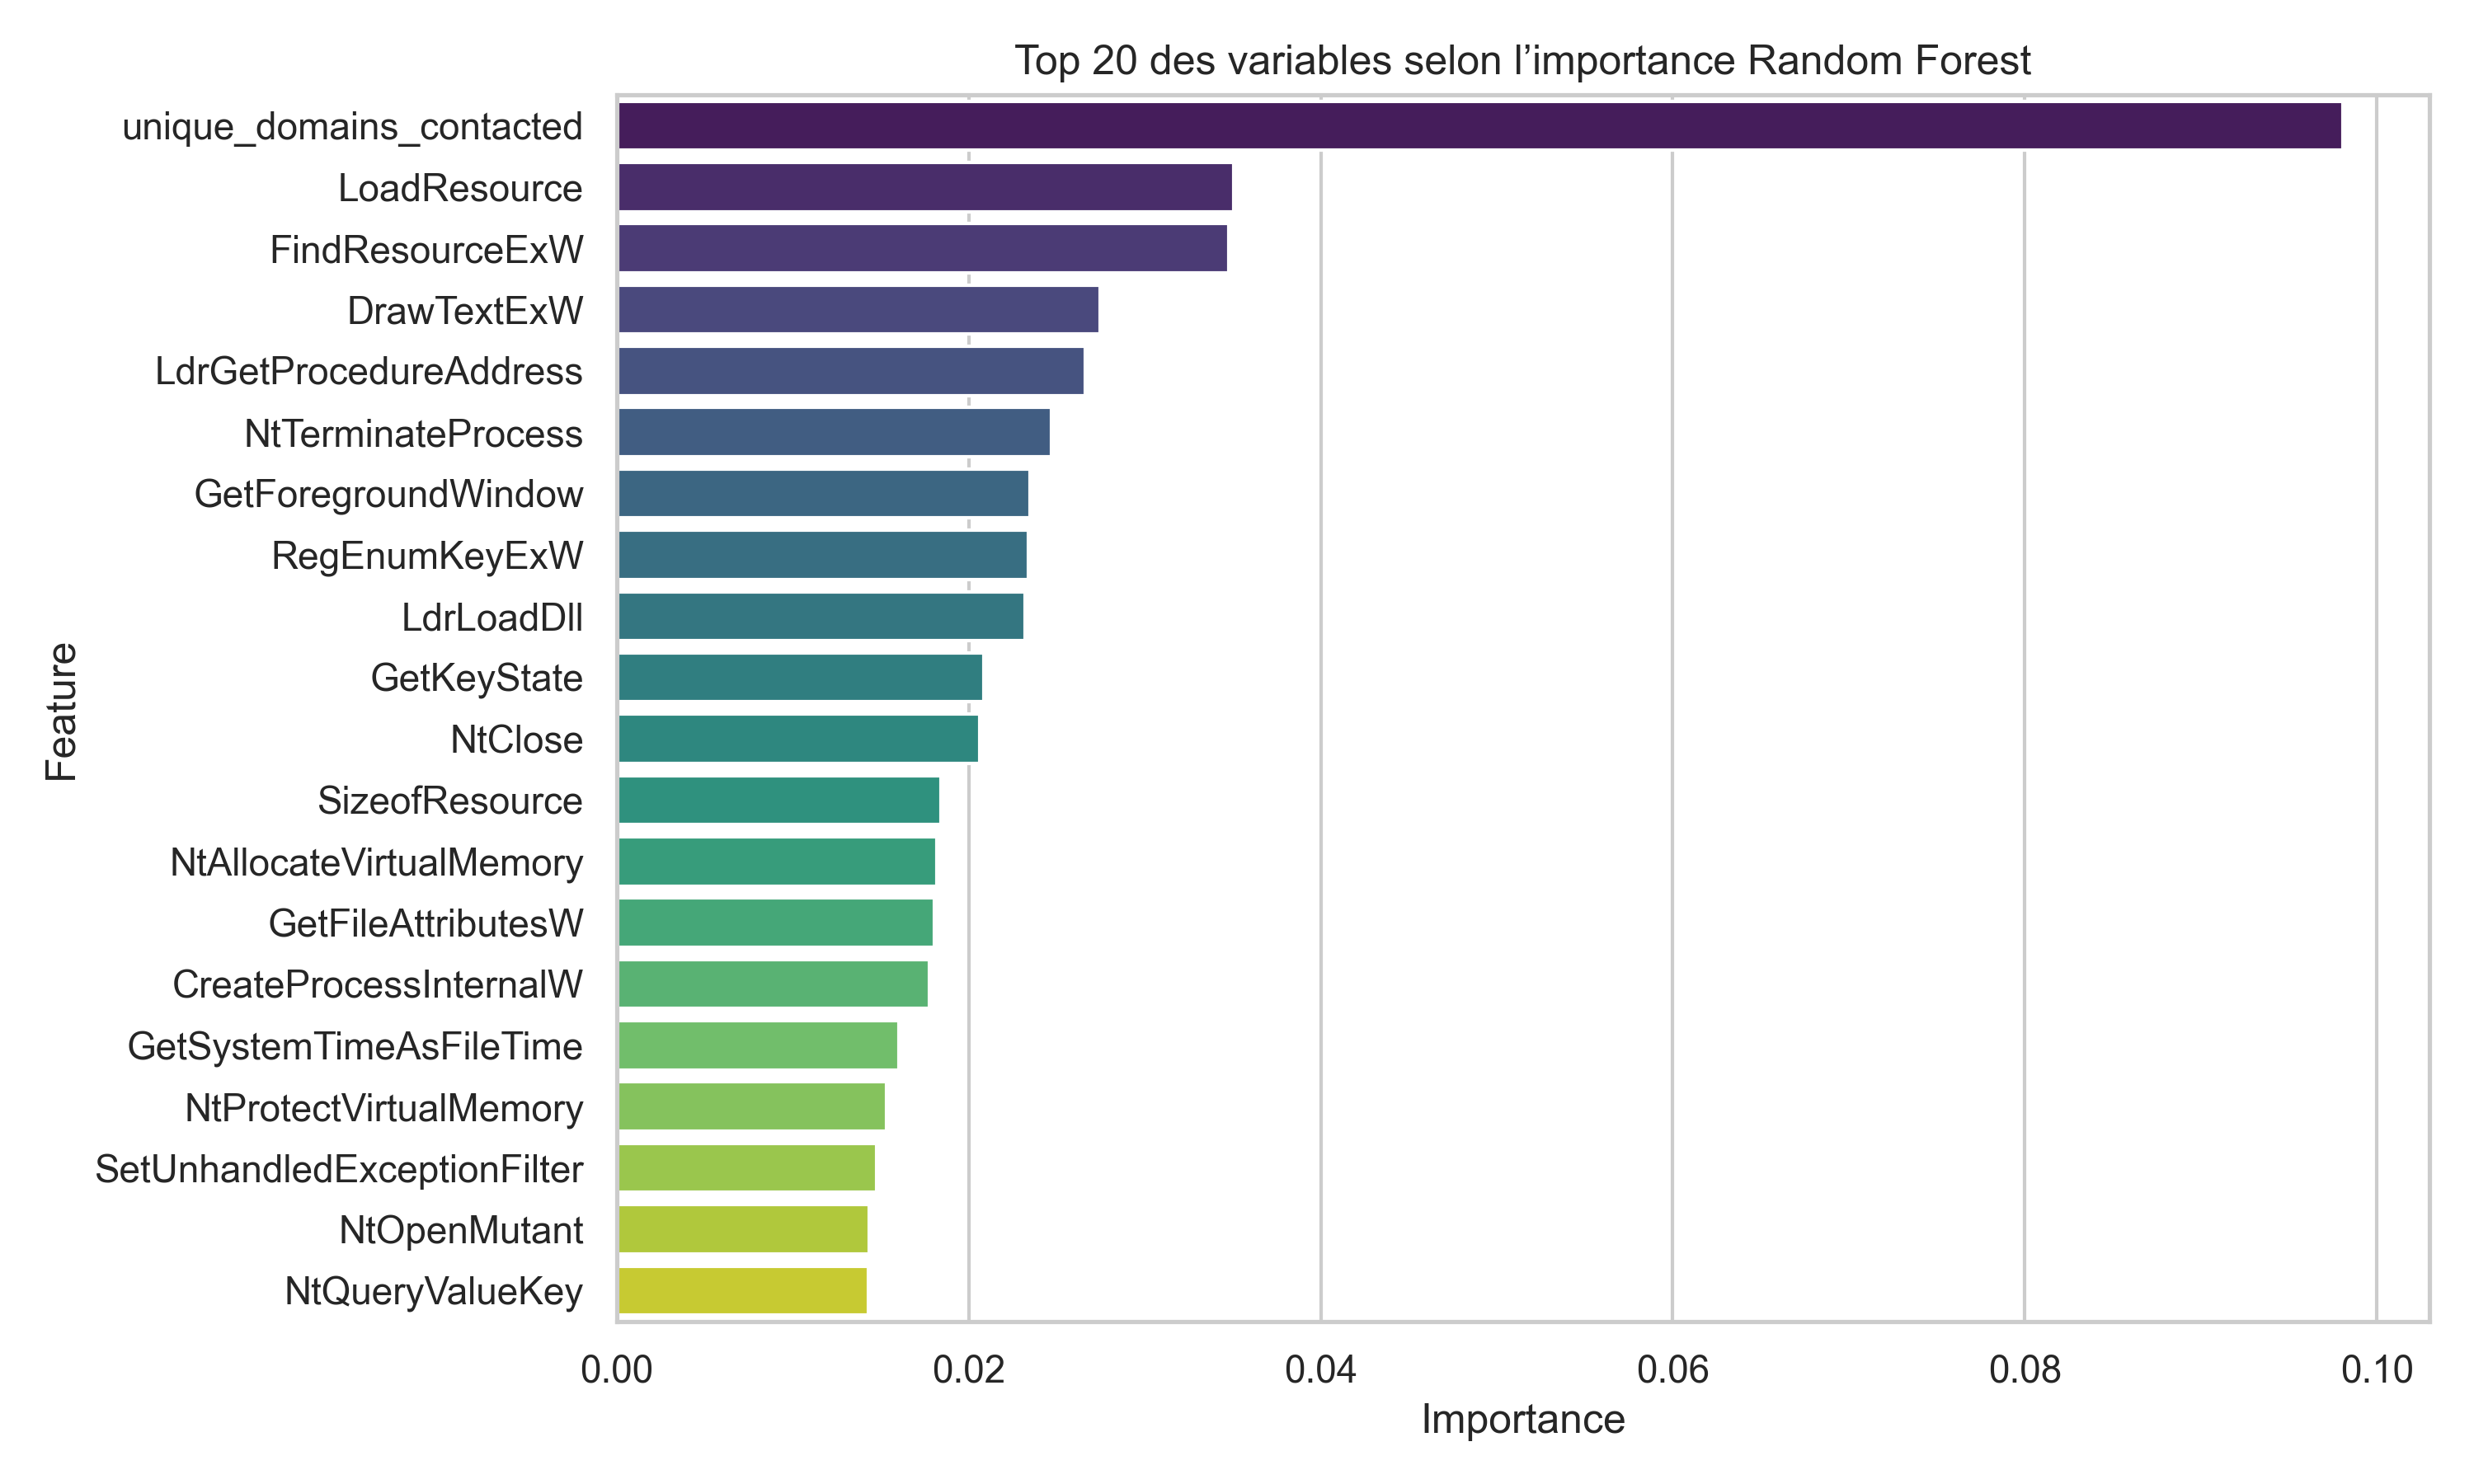 Top 20 des variables selon l’importance Random Forest
unique_domains_contacted
LoadResource
FindResourceExW
DrawTextExW
LdrGetProcedureAddress
NtTerminateProcess
GetForegroundWindow
RegEnumKeyExW
LdrLoadDll
GetKeyState
NtClose
SizeofResource
NtAllocateVirtualMemory
GetFileAttributesW
CreateProcessInternalW
GetSystemTimeAsFileTime
NtProtectVirtualMemory
SetUnhandledExceptionFilter
NtOpenMutant
NtQueryValueKey
Feature
0.00 0.02 0.04 0.06 0.08 0.10
Importance